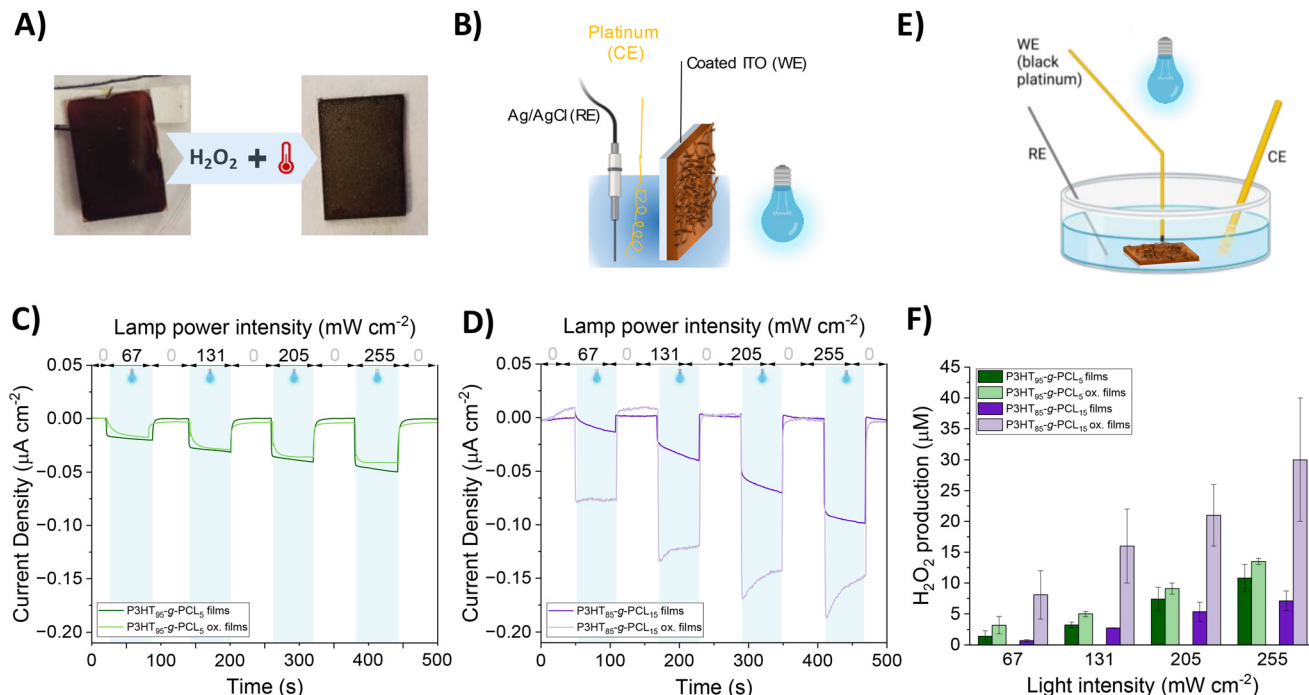 A)
H₂O₂ +
B)
Platinum
(CE)
Coated ITO (WE)
Ag/AgCl (RE)
E)
WE
(black
platinum)
RE
CE
C)
Lamp power intensity (mW cm⁻²)
0 67 0 131 0 205 0 255 0
0.05
0.00
−0.05
−0.10
−0.15
−0.20
Current Density (µA cm⁻²)
P3HT₉₅-g-PCL₅ films
P3HT₉₅-g-PCL₅ ox. films
0 100 200 300 400 500
Time (s)
D)
Lamp power intensity (mW cm⁻²)
0 67 0 131 0 205 0 255 0
0.05
0.00
−0.05
−0.10
−0.15
−0.20
Current Density (µA cm⁻²)
P3HT₈₅-g-PCL₁₅ films
P3HT₈₅-g-PCL₁₅ ox. films
0 100 200 300 400 500
Time (s)
F)
45
40
35
30
25
20
15
10
5
0
H₂O₂ production (µM)
P3HT₉₅-g-PCL₅ films
P3HT₉₅-g-PCL₅ ox. films
P3HT₈₅-g-PCL₁₅ films
P3HT₈₅-g-PCL₁₅ ox. films
67 131 205 255
Light intensity (mW cm⁻²)